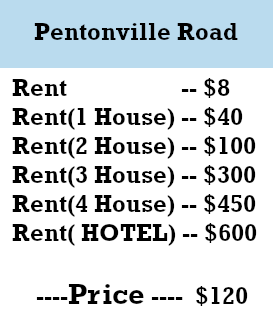 Pentonville Road
Rent -- $8
Rent(1 House) -- $40
Rent(2 House) -- $100
Rent(3 House) -- $300
Rent(4 House) -- $450
Rent( HOTEL) -- $600
----Price ---- $120